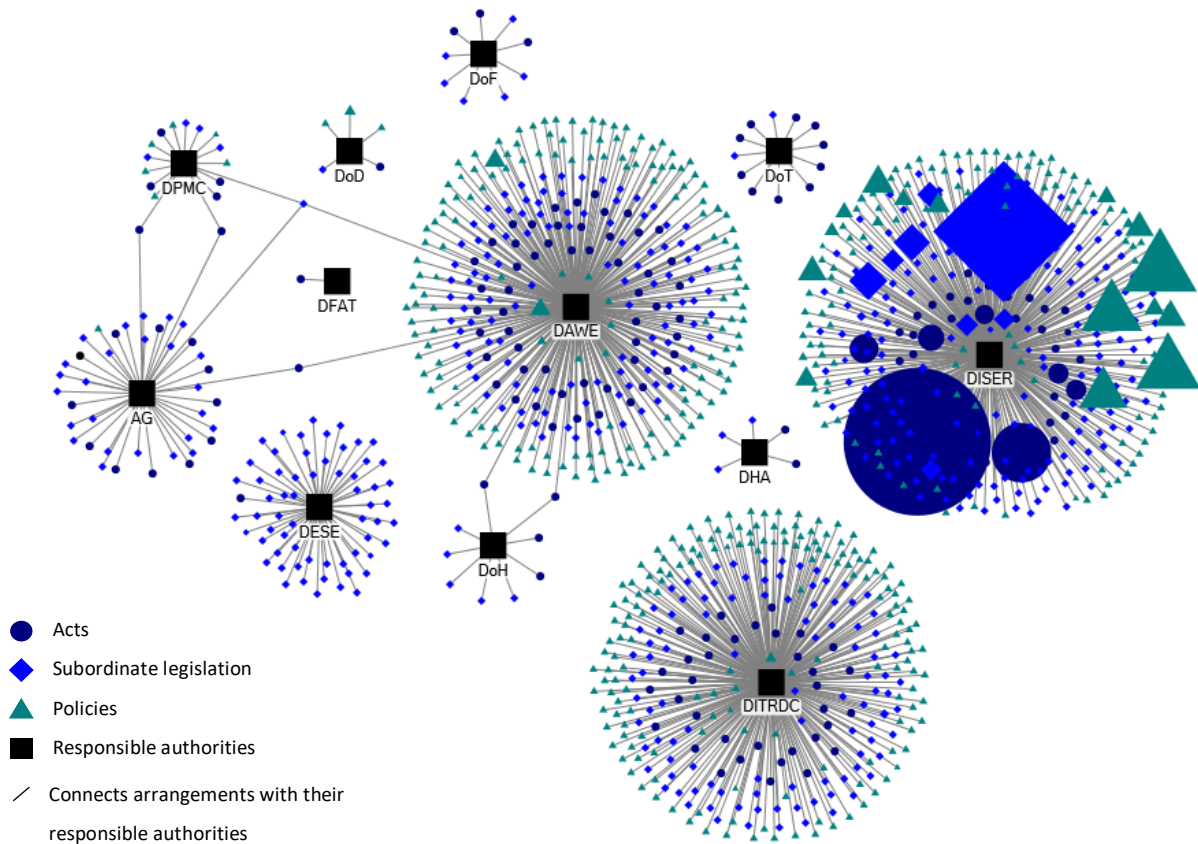 DoF
DPMC
DoD
DoT
DFAT
DAWE
DISER
AG
DHA
DESE
DoH
DITRDC
Acts
Subordinate legislation
Policies
Responsible authorities
Connects arrangements with their
responsible authorities